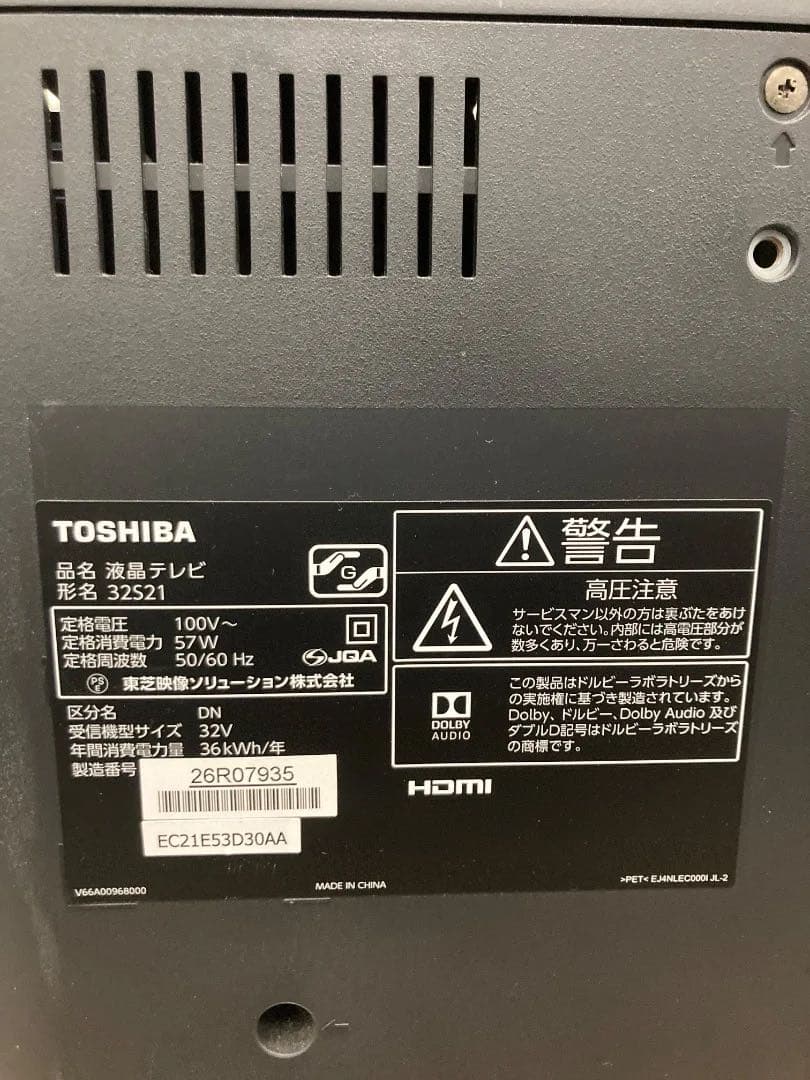 TOSHIBA
品名 液晶テレビ
形名 32S21
G
定格電圧 100V～
定格消費電力 57W
定格周波数 50/60 Hz
JQA
PSE 東芝映像ソリューション株式会社
区分名 DN
受信機型サイズ 32V
年間消費電力量 36kWh/年
製造番号
26R07935
EC21E53D30AA
V66A00968000
MADE IN CHINA
警告
高圧注意
サービスマン以外の方は裏ぶたをあけ
ないでください。内部には高電圧部分が
数多くあり、万一さわると危険です。
DOLBY
AUDIO
この製品はドルビーラボラトリーズから
の実施権に基づき製造されています。
Dolby、ドルビー、Dolby Audio 及び
ダブルD記号はドルビーラボラトリーズ
の商標です。
HDMI
>PET< EJ4NLEC000I JL-2